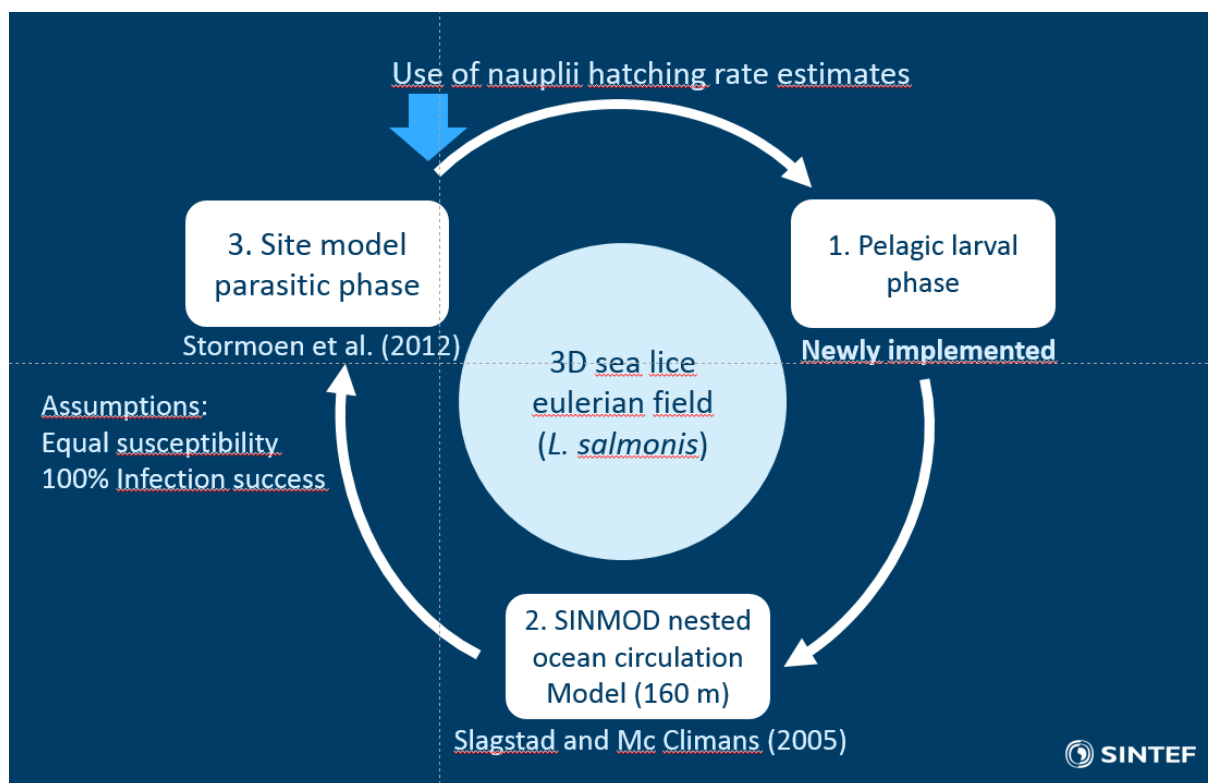 Use of nauplii hatching rate estimates
3. Site model
parasitic phase
Stormoen et al. (2012)
1. Pelagic larval
phase
Newly implemented
3D sea lice
eulerian field
(L. salmonis)
Assumptions:
Equal susceptibility
100% Infection success
2. SINMOD nested
ocean circulation
Model (160 m)
Slagstad and Mc Climans (2005)
SINTEF